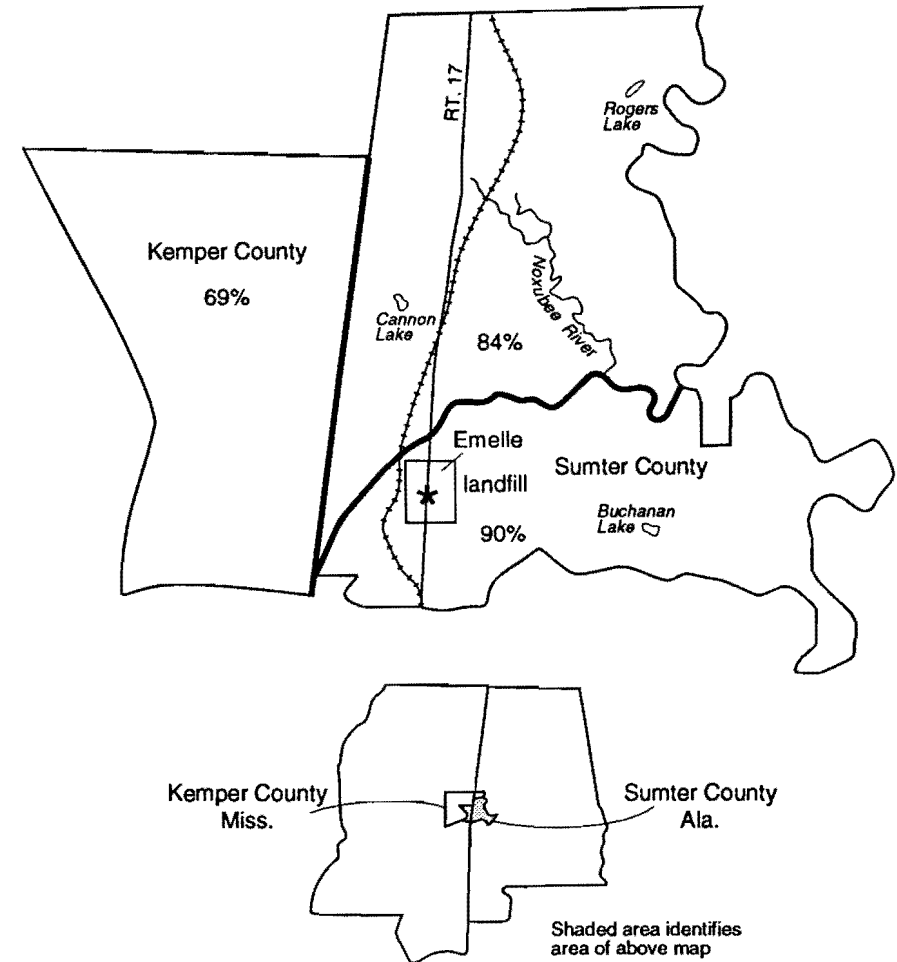 RT. 17
Rogers
Lake
Kemper County
69%
Noxubee River
Cannon
Lake
84%
Emelle
landfill
Sumter County
Buchanan
Lake
90%
Kemper County
Miss.
Sumter County
Ala.
Shaded area identifies
area of above map